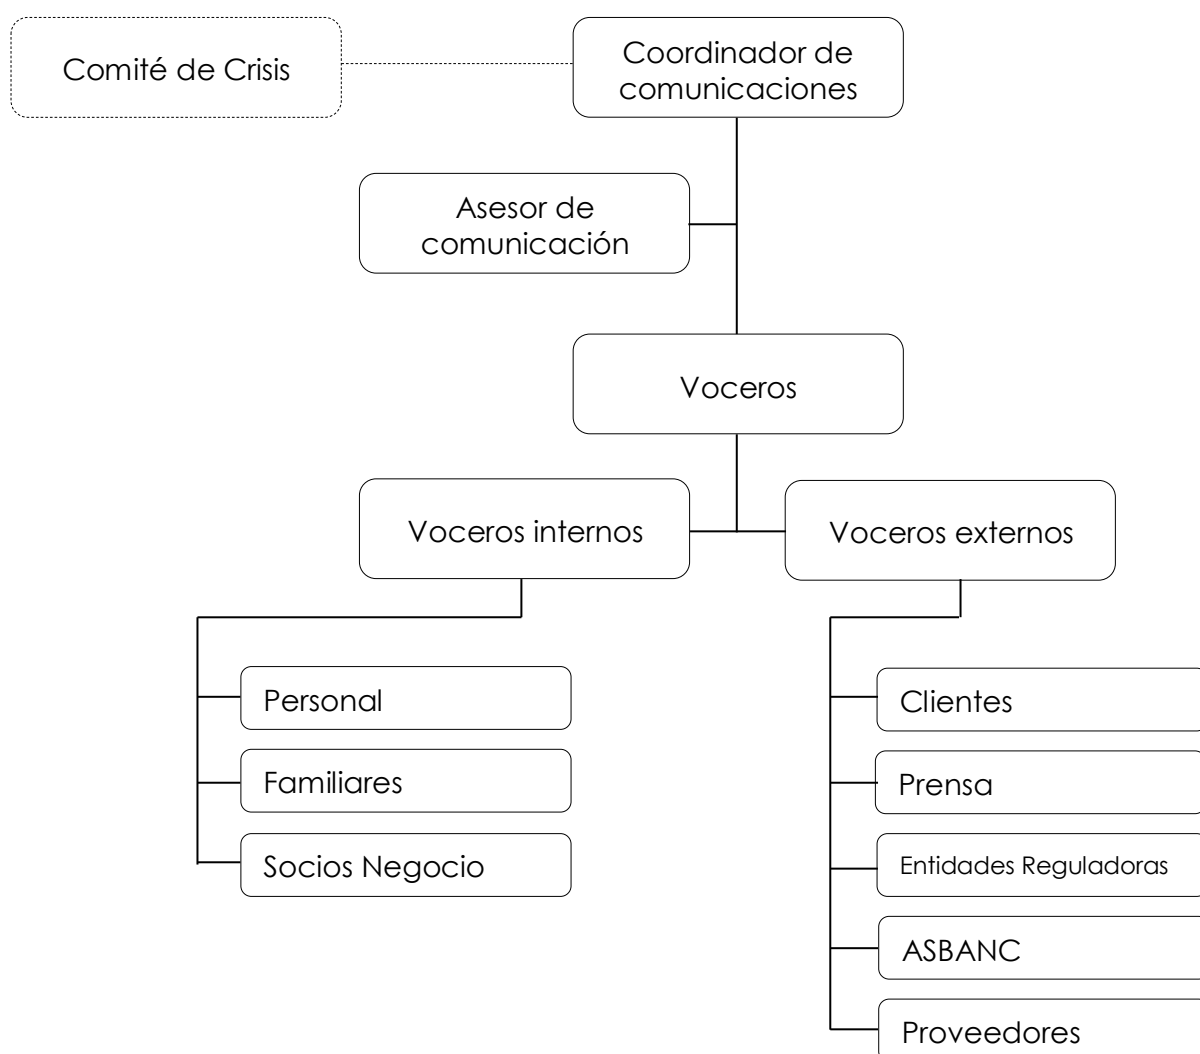 Comité de Crisis
Coordinador de
comunicaciones
Asesor de
comunicación
Voceros
Voceros internos
Voceros externos
Personal
Familiares
Socios Negocio
Clientes
Prensa
Entidades Reguladoras
ASBANC
Proveedores